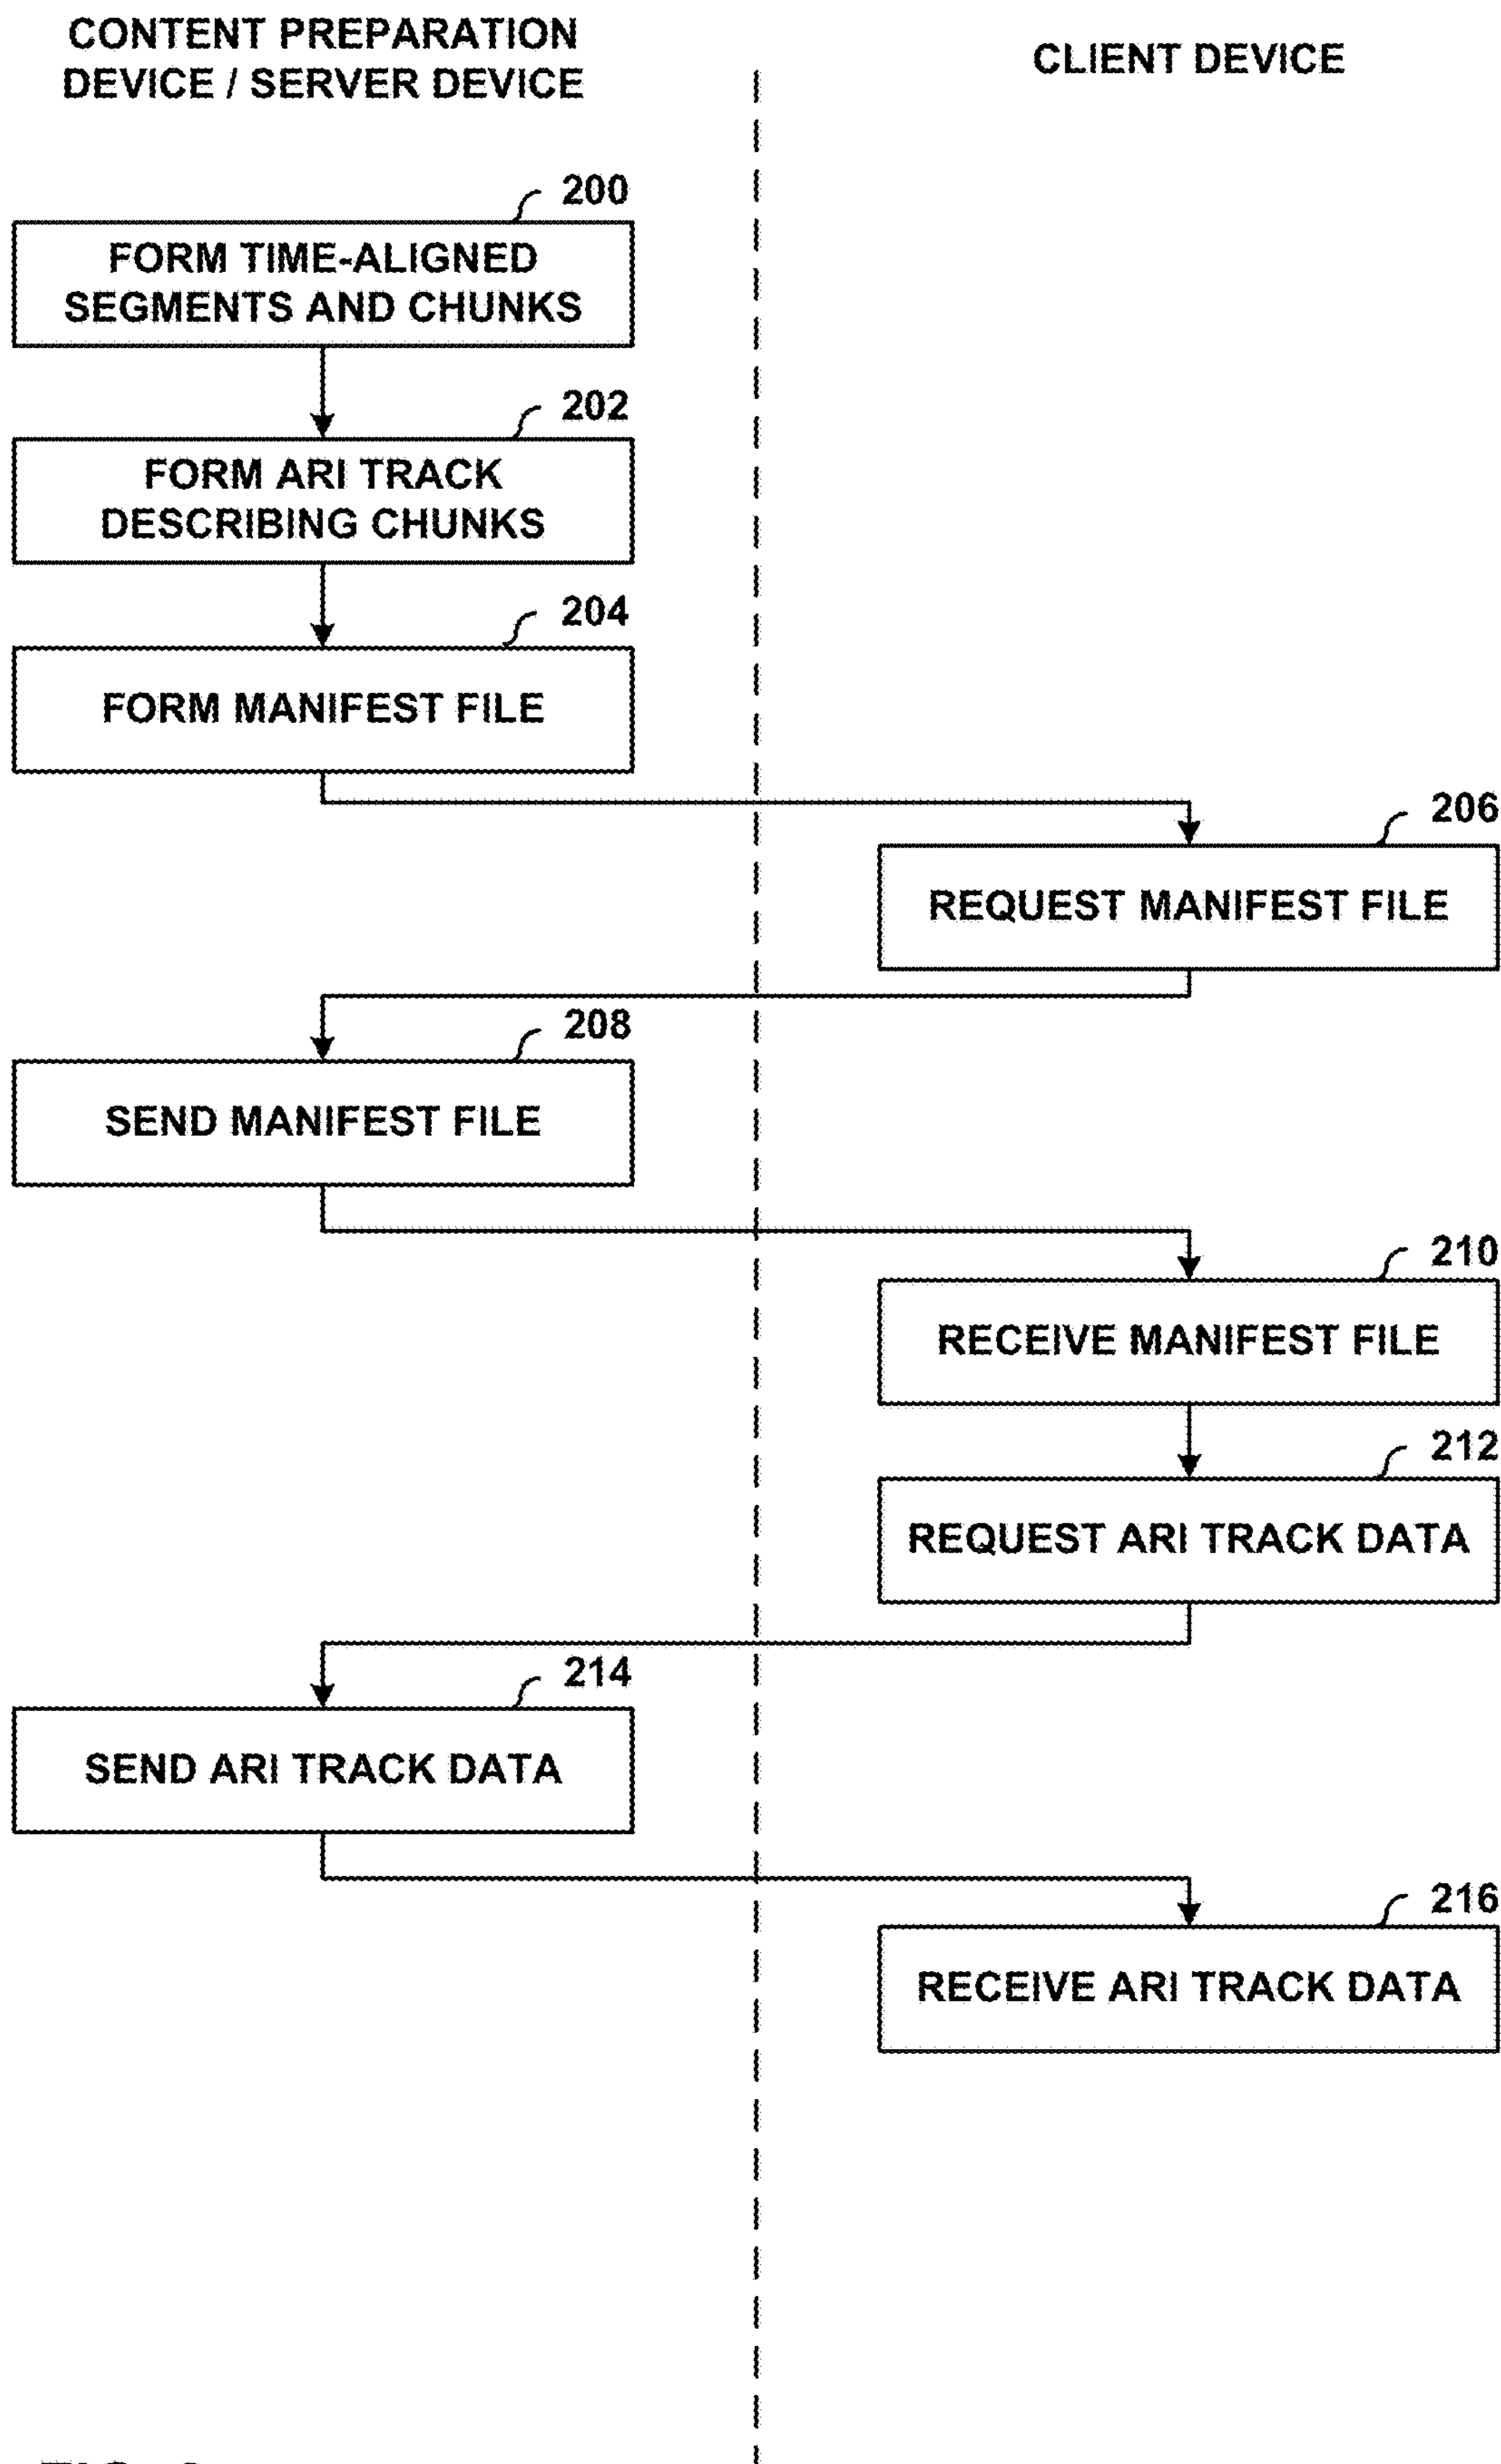 CONTENT PREPARATION
DEVICE / SERVER DEVICE
CLIENT DEVICE
200
FORM TIME-ALIGNED
SEGMENTS AND CHUNKS
202
FORM ARI TRACK
DESCRIBING CHUNKS
204
FORM MANIFEST FILE
206
REQUEST MANIFEST FILE
208
SEND MANIFEST FILE
210
RECEIVE MANIFEST FILE
212
REQUEST ARI TRACK DATA
214
SEND ARI TRACK DATA
216
RECEIVE ARI TRACK DATA